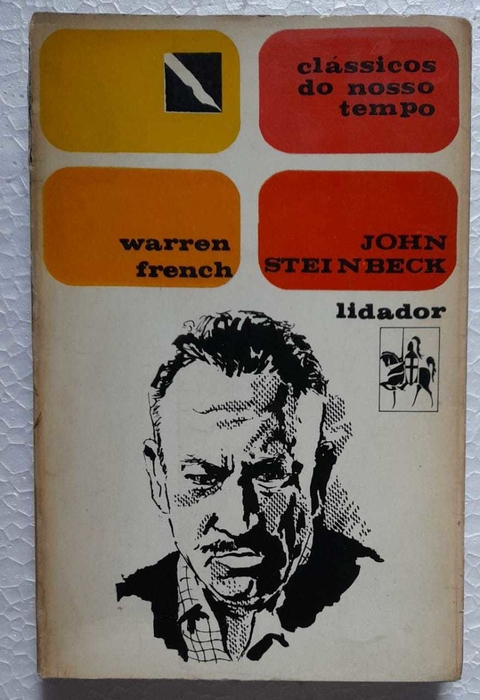 clássicos
do nosso
tempo
warren
french
JOHN
STEINBECK
lidador